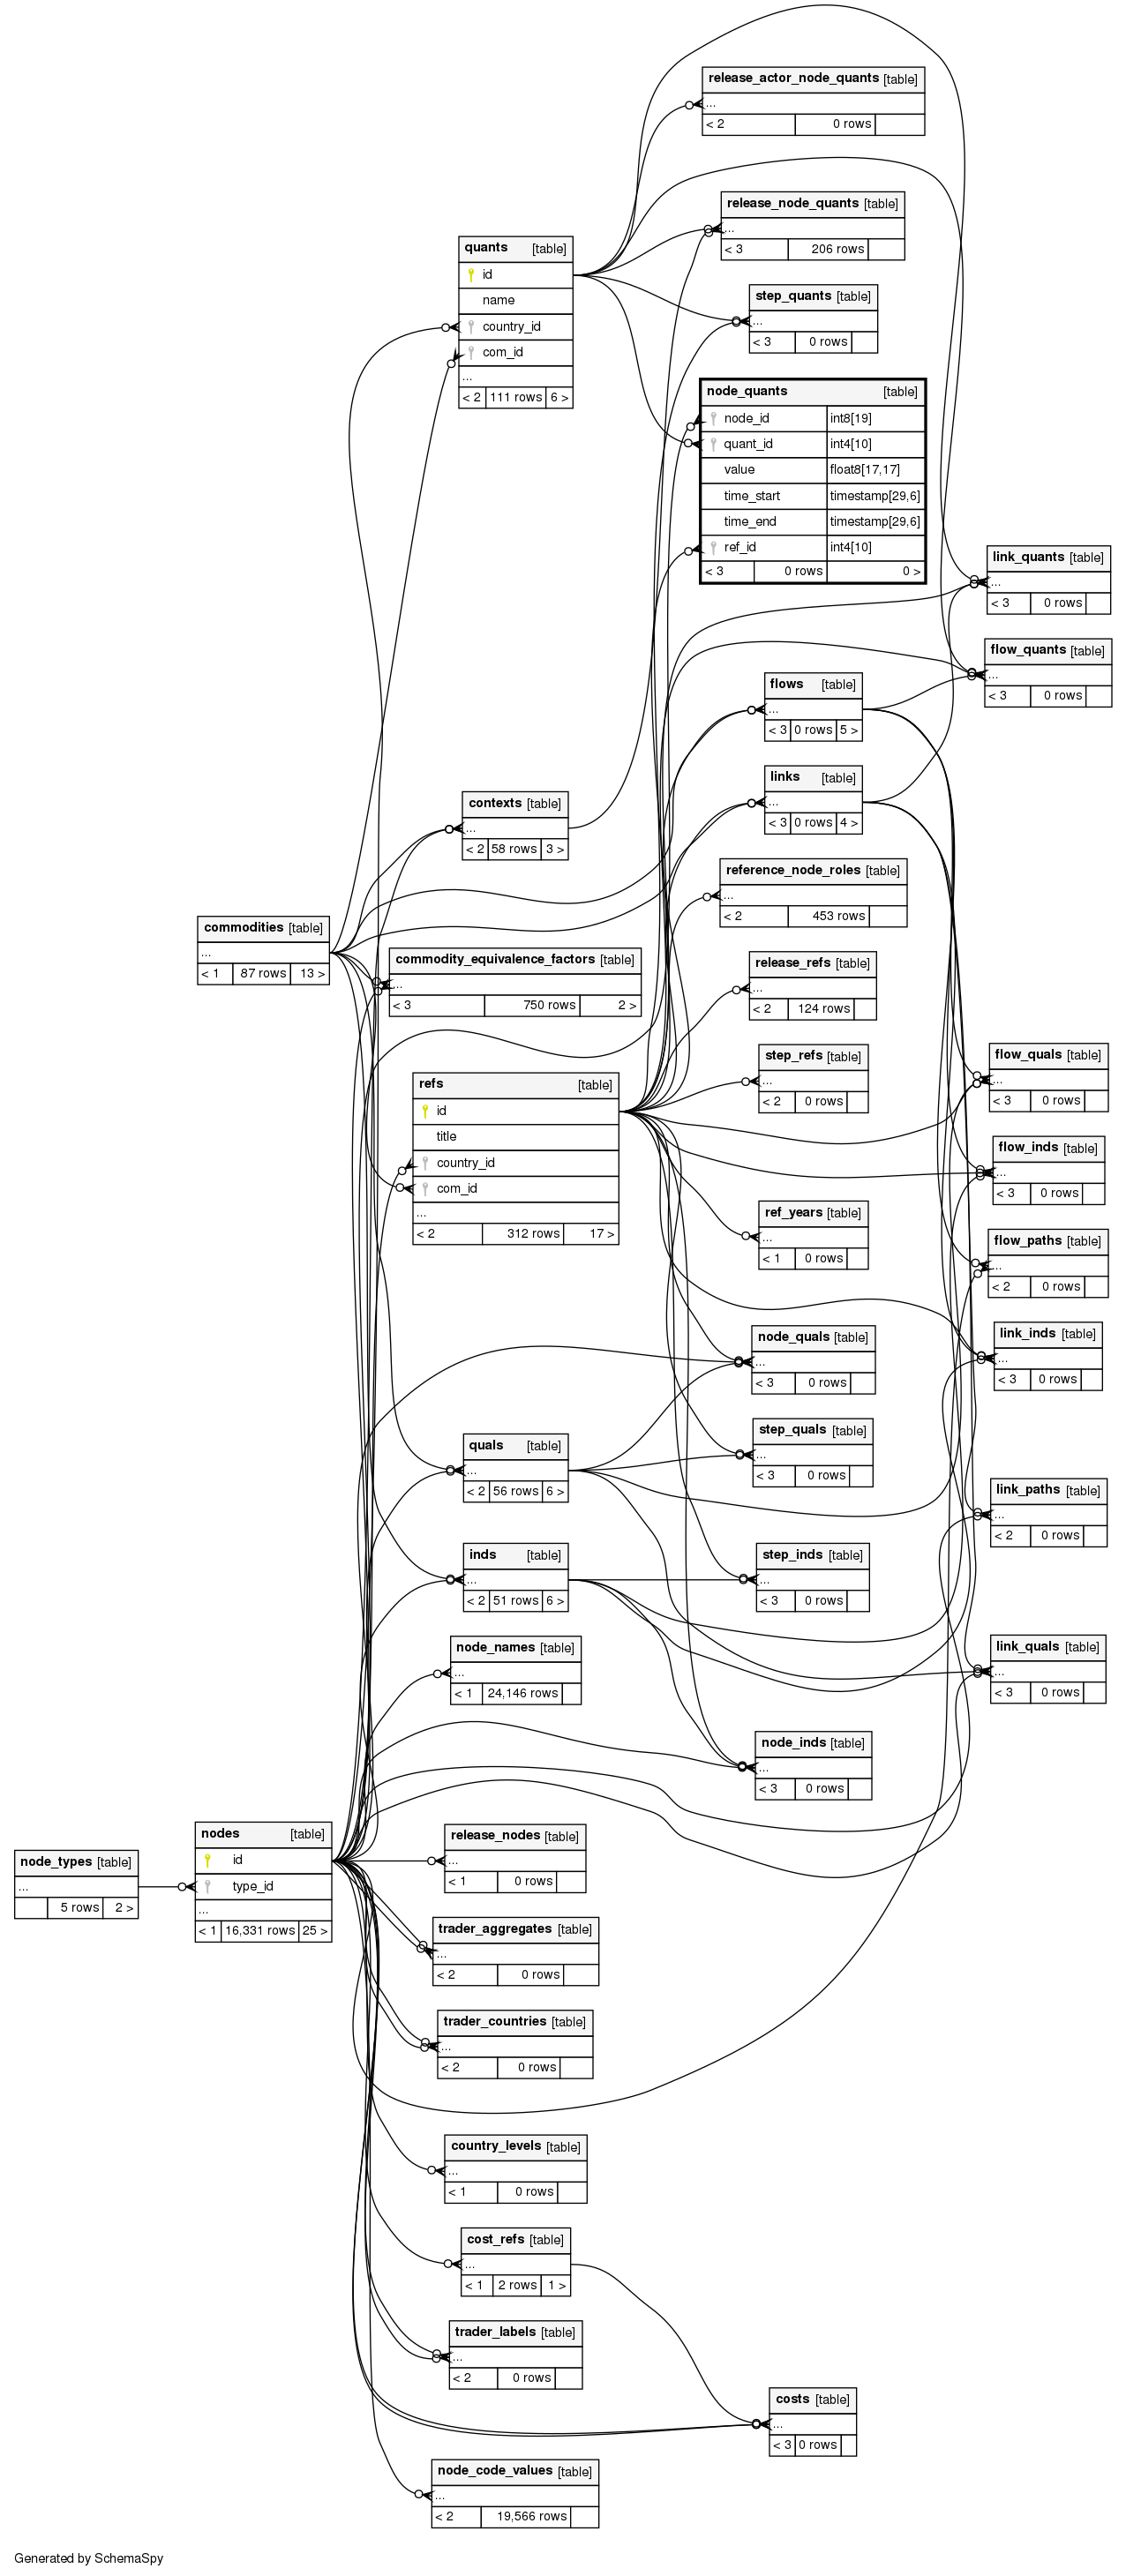 release_actor_node_quants [table]
...
< 2 0 rows
release_node_quants [table]
...
< 3 206 rows
quants [table]
id
name
country_id
com_id
...
< 2 111 rows 6 >
step_quants [table]
...
< 3 0 rows
node_quants [table]
node_id int8[19]
quant_id int4[10]
value float8[17,17]
time_start timestamp[29,6]
time_end timestamp[29,6]
ref_id int4[10]
< 3 0 rows 0 >
link_quants [table]
...
< 3 0 rows
flow_quants [table]
...
< 3 0 rows
flows [table]
...
< 3 0 rows 5 >
links [table]
...
< 3 0 rows 4 >
contexts [table]
...
< 2 58 rows 3 >
reference_node_roles [table]
...
< 2 453 rows
commodities [table]
...
< 1 87 rows 13 >
commodity_equivalence_factors [table]
...
< 3 750 rows 2 >
release_refs [table]
...
< 2 124 rows
step_refs [table]
...
< 2 0 rows
flow_quals [table]
...
< 3 0 rows
refs [table]
id
title
country_id
com_id
...
< 2 312 rows 17 >
flow_inds [table]
...
< 3 0 rows
ref_years [table]
...
< 1 0 rows
flow_paths [table]
...
< 2 0 rows
node_quals [table]
...
< 3 0 rows
link_inds [table]
...
< 3 0 rows
step_quals [table]
...
< 3 0 rows
quals [table]
...
< 2 56 rows 6 >
link_paths [table]
...
< 2 0 rows
inds [table]
...
< 2 51 rows 6 >
step_inds [table]
...
< 3 0 rows
node_names [table]
...
< 1 24,146 rows
link_quals [table]
...
< 3 0 rows
node_inds [table]
...
< 3 0 rows
nodes [table]
id
type_id
...
< 1 16,331 rows 25 >
node_types [table]
...
5 rows 2 >
release_nodes [table]
...
< 1 0 rows
trader_aggregates [table]
...
< 2 0 rows
trader_countries [table]
...
< 2 0 rows
country_levels [table]
...
< 1 0 rows
cost_refs [table]
...
< 1 2 rows 1 >
trader_labels [table]
...
< 2 0 rows
costs [table]
...
< 3 0 rows
node_code_values [table]
...
< 2 19,566 rows
Generated by SchemaSpy